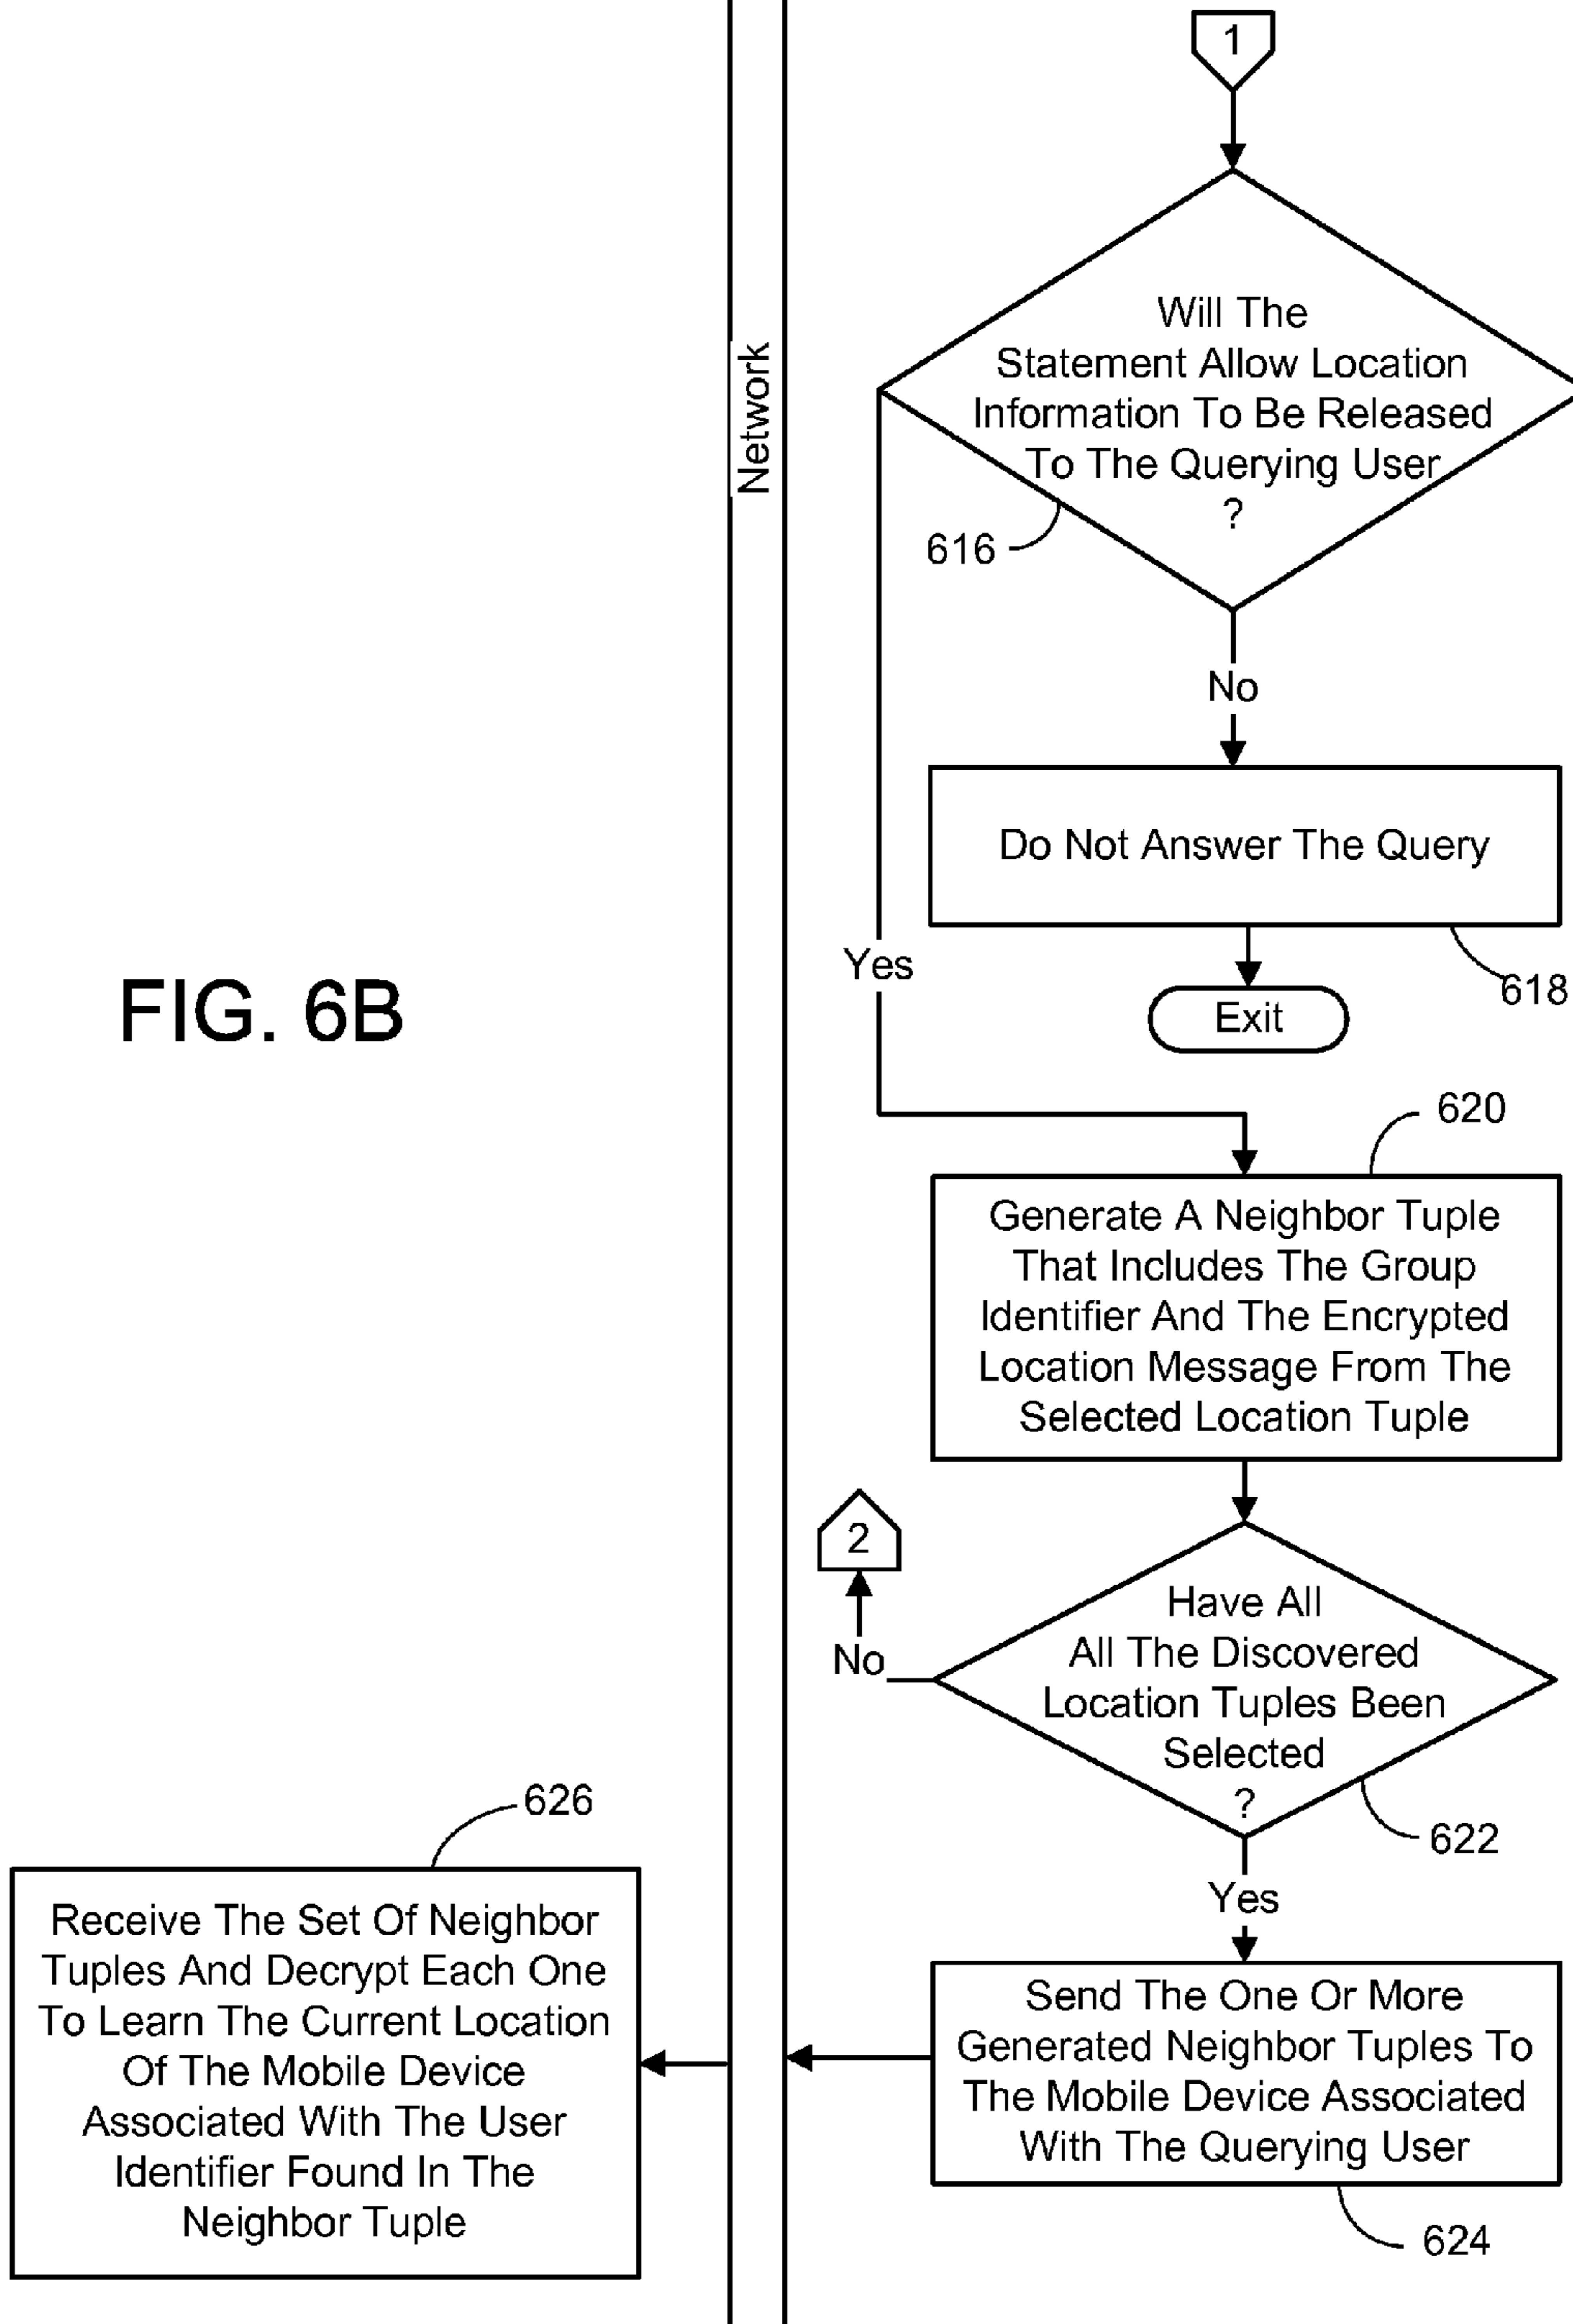 1
Will The
Statement Allow Location
Information To Be Released
To The Querying User
?
616
Network
No
Do Not Answer The Query
618
Exit
Yes
FIG. 6B
620
Generate A Neighbor Tuple
That Includes The Group
Identifier And The Encrypted
Location Message From The
Selected Location Tuple
2
No
Have All
All The Discovered
Location Tuples Been
Selected
?
622
Yes
Send The One Or More
Generated Neighbor Tuples To
The Mobile Device Associated
With The Querying User
624
626
Receive The Set Of Neighbor
Tuples And Decrypt Each One
To Learn The Current Location
Of The Mobile Device
Associated With The User
Identifier Found In The
Neighbor Tuple